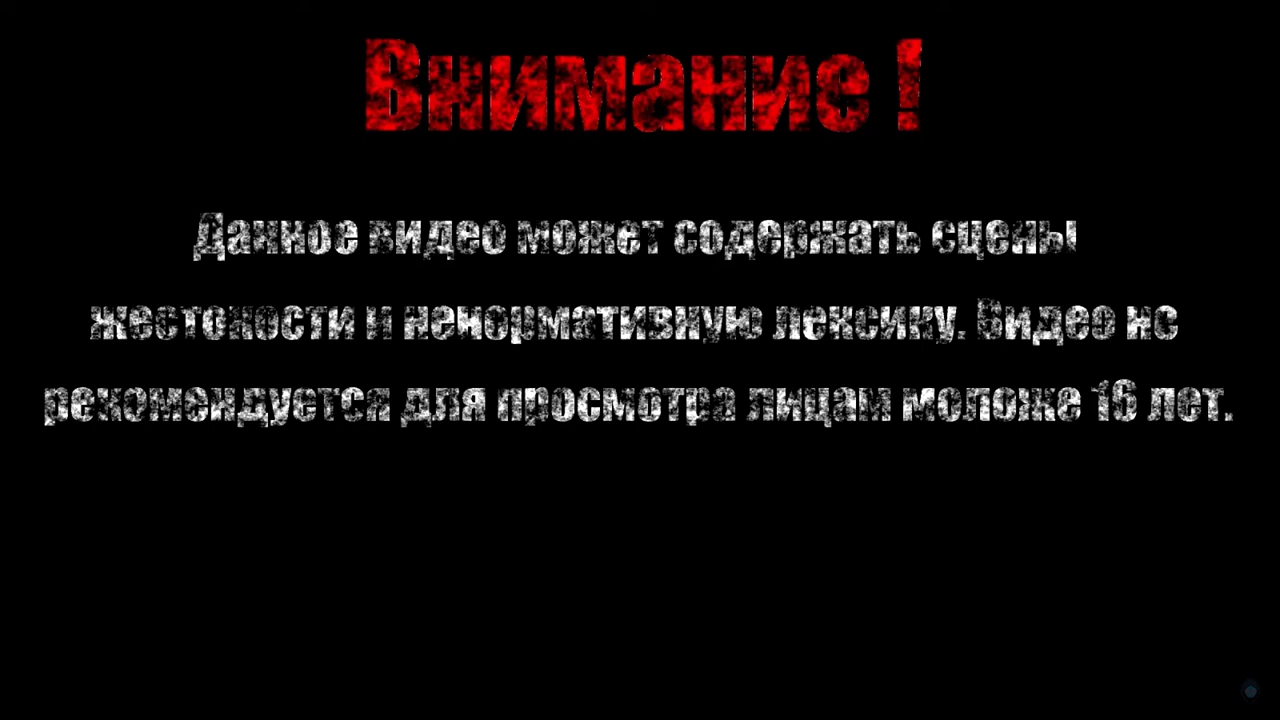 Внимание !
Данное видео может содержать сцены
жестокости и ненормативную лексику. Видео не
рекомендуется для просмотра лицам моложе 16 лет.